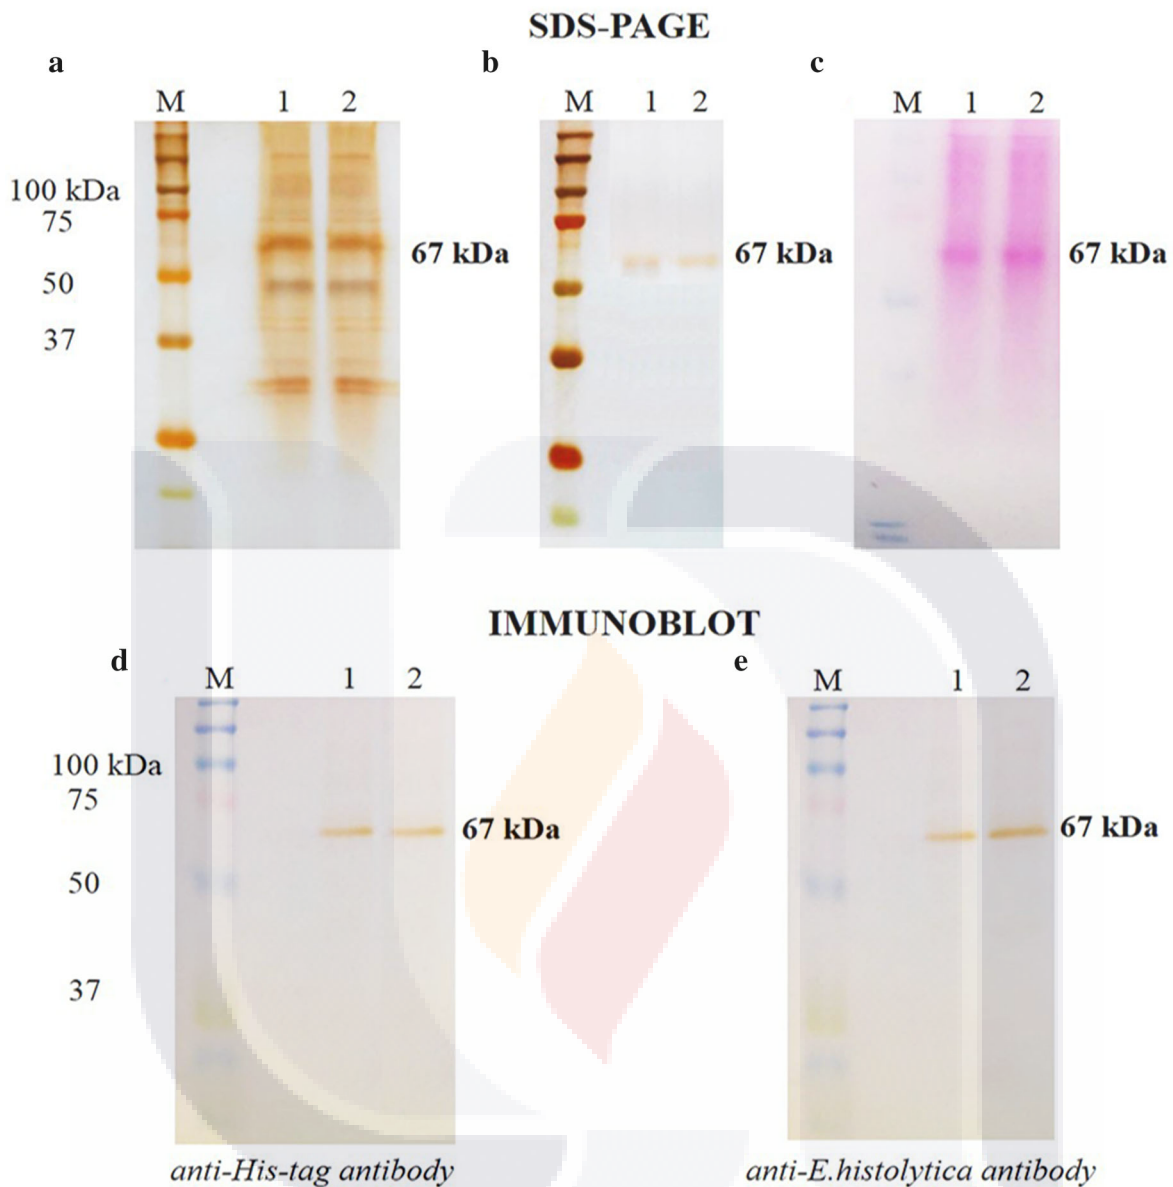 SDS-PAGE
a b c
M 1 2 M 1 2 M 1 2
100 kDa
75
67 kDa 67 kDa 67 kDa
50
37
IMMUNOBLOT
d e
M 1 2 M 1 2
100 kDa
75
67 kDa 67 kDa
50
37
anti-His-tag antibody anti-E.histolytica antibody